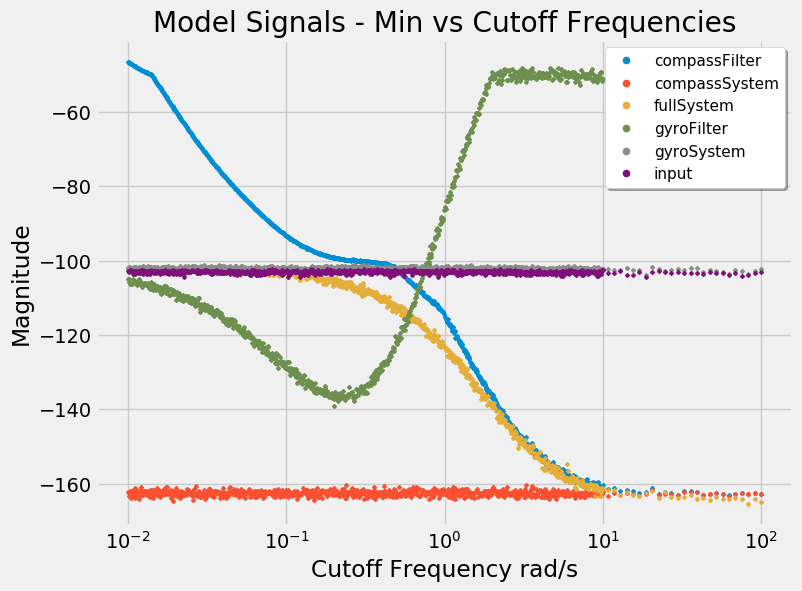 Model Signals - Min vs Cutoff Frequencies
Magnitude
−60
−80
−100
−120
−140
−160
compassFilter
compassSystem
fullSystem
gyroFilter
gyroSystem
input
10⁻² 10⁻¹ 10⁰ 10¹ 10²
Cutoff Frequency rad/s